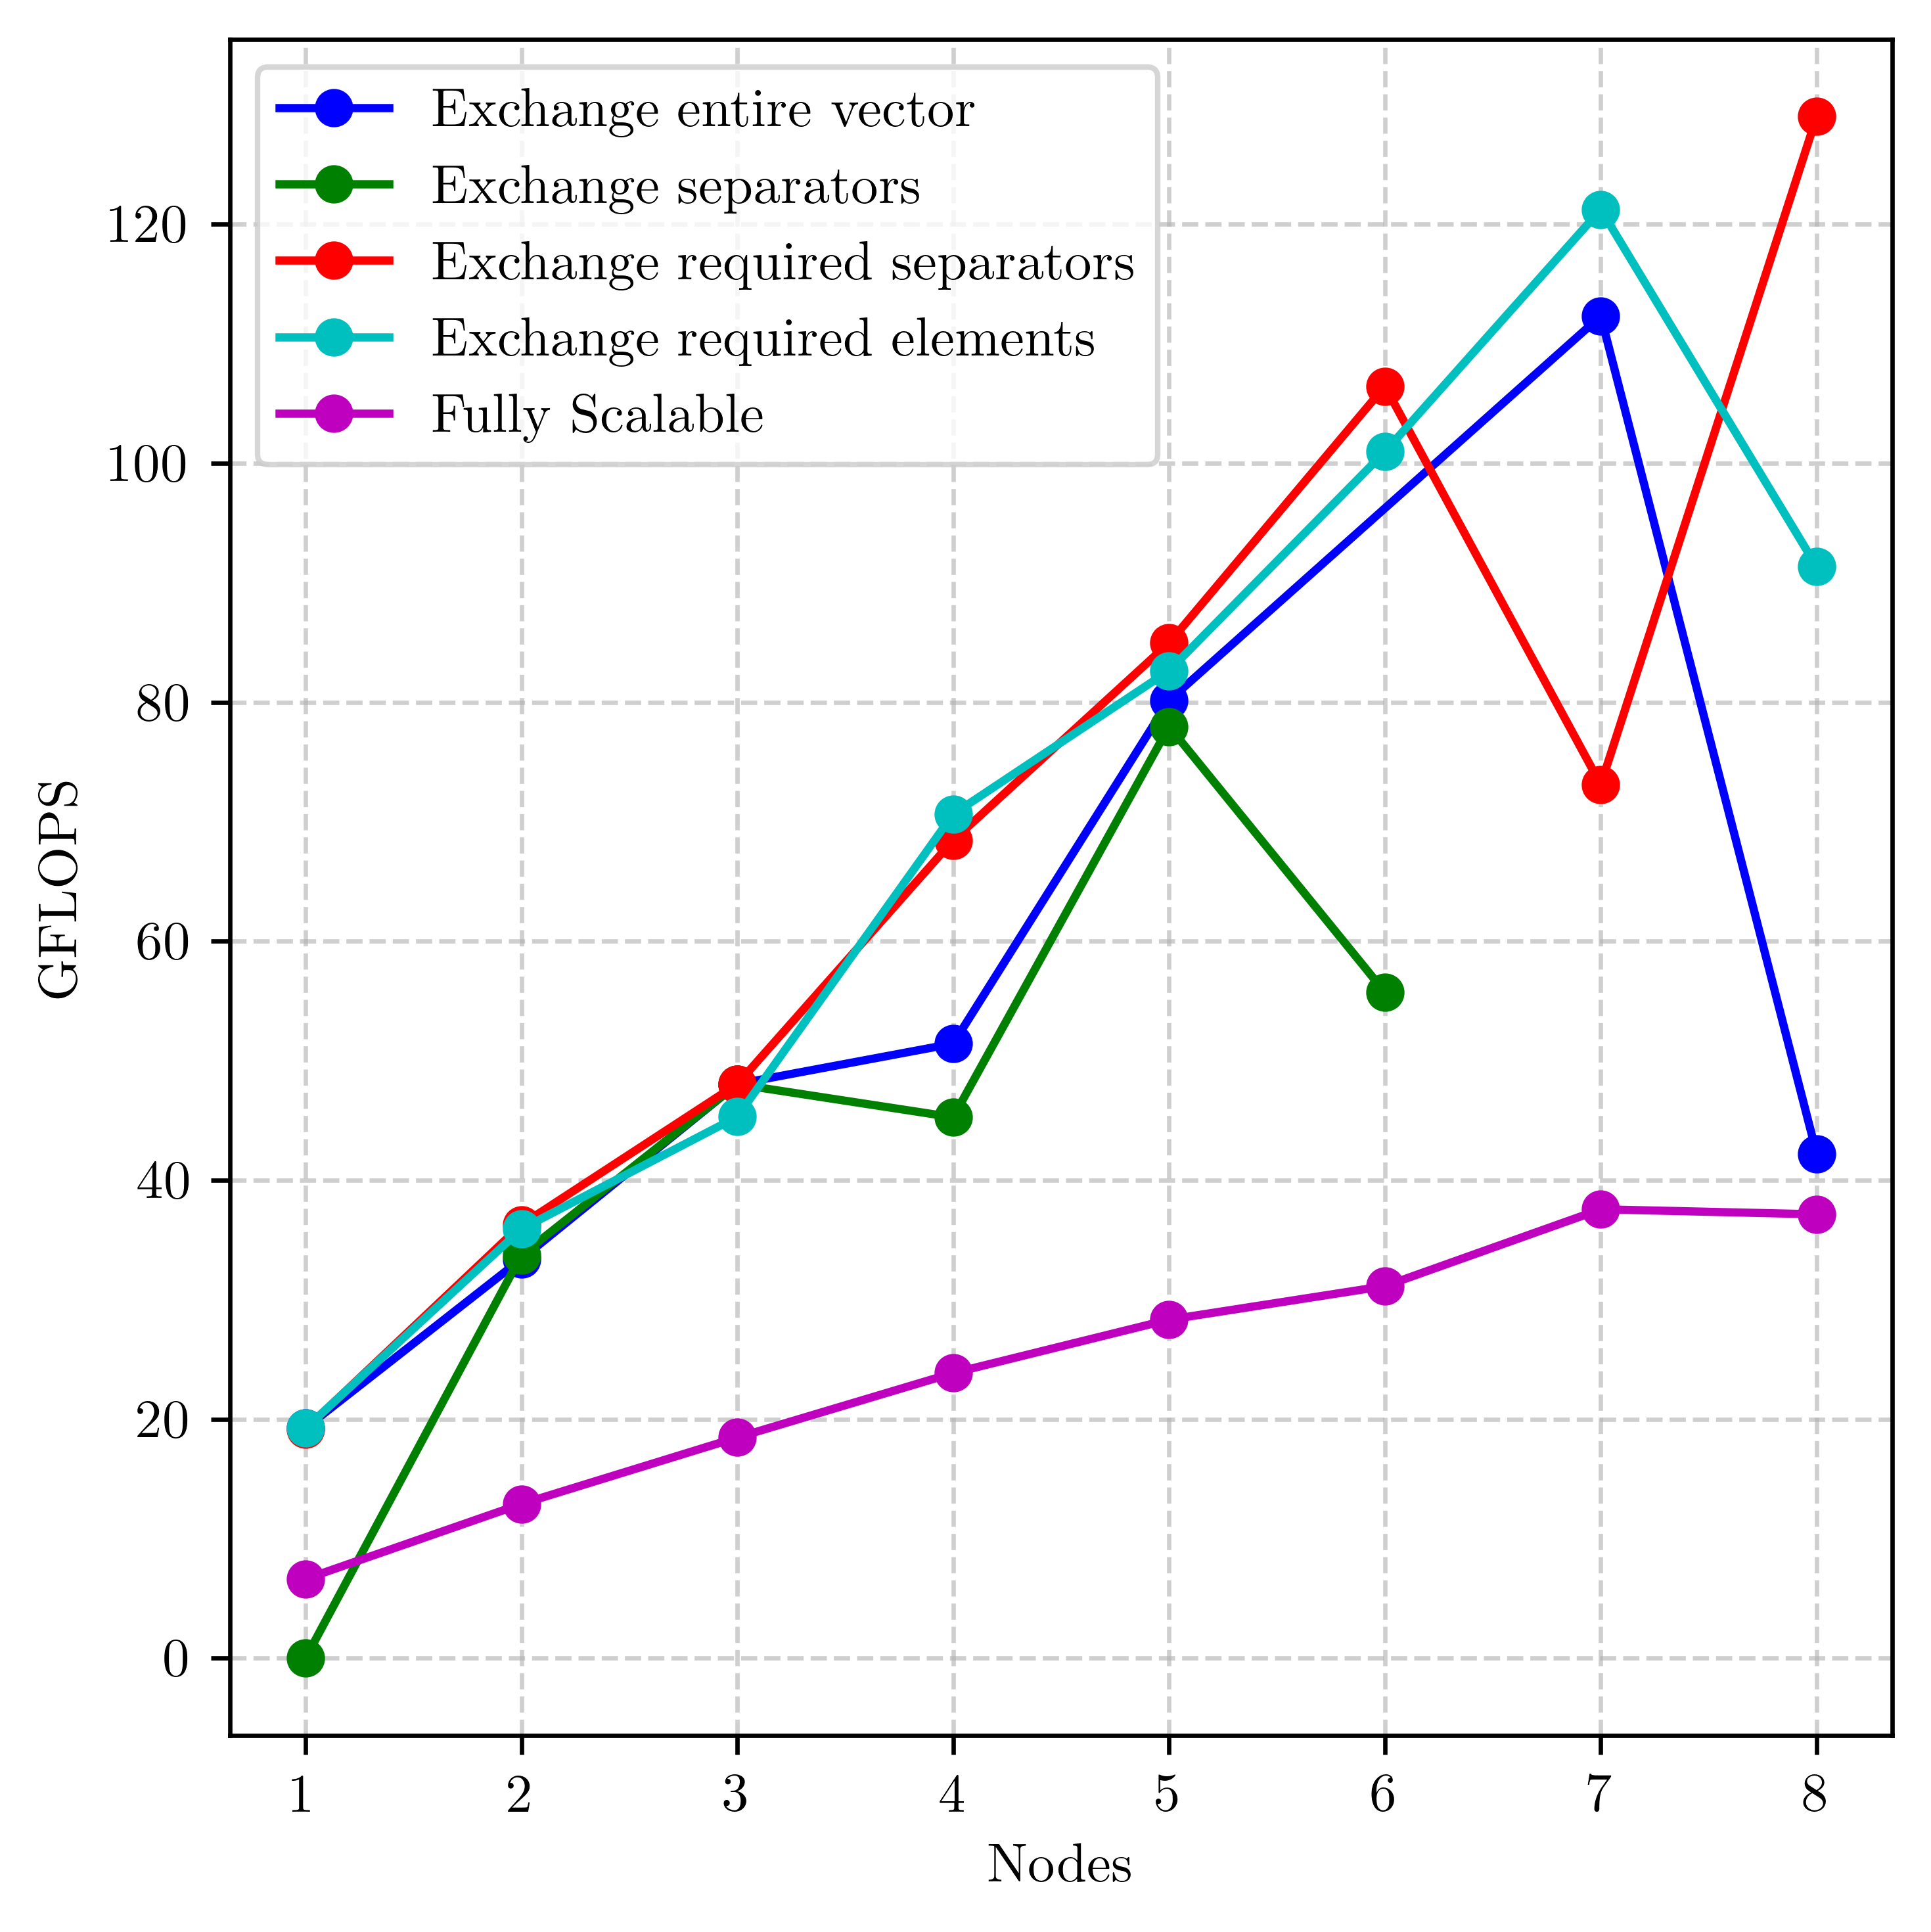 Exchange entire vector
Exchange separators
Exchange required separators
Exchange required elements
Fully Scalable
120
100
80
60
40
20
0
GFLOPS
1 2 3 4 5 6 7 8
Nodes